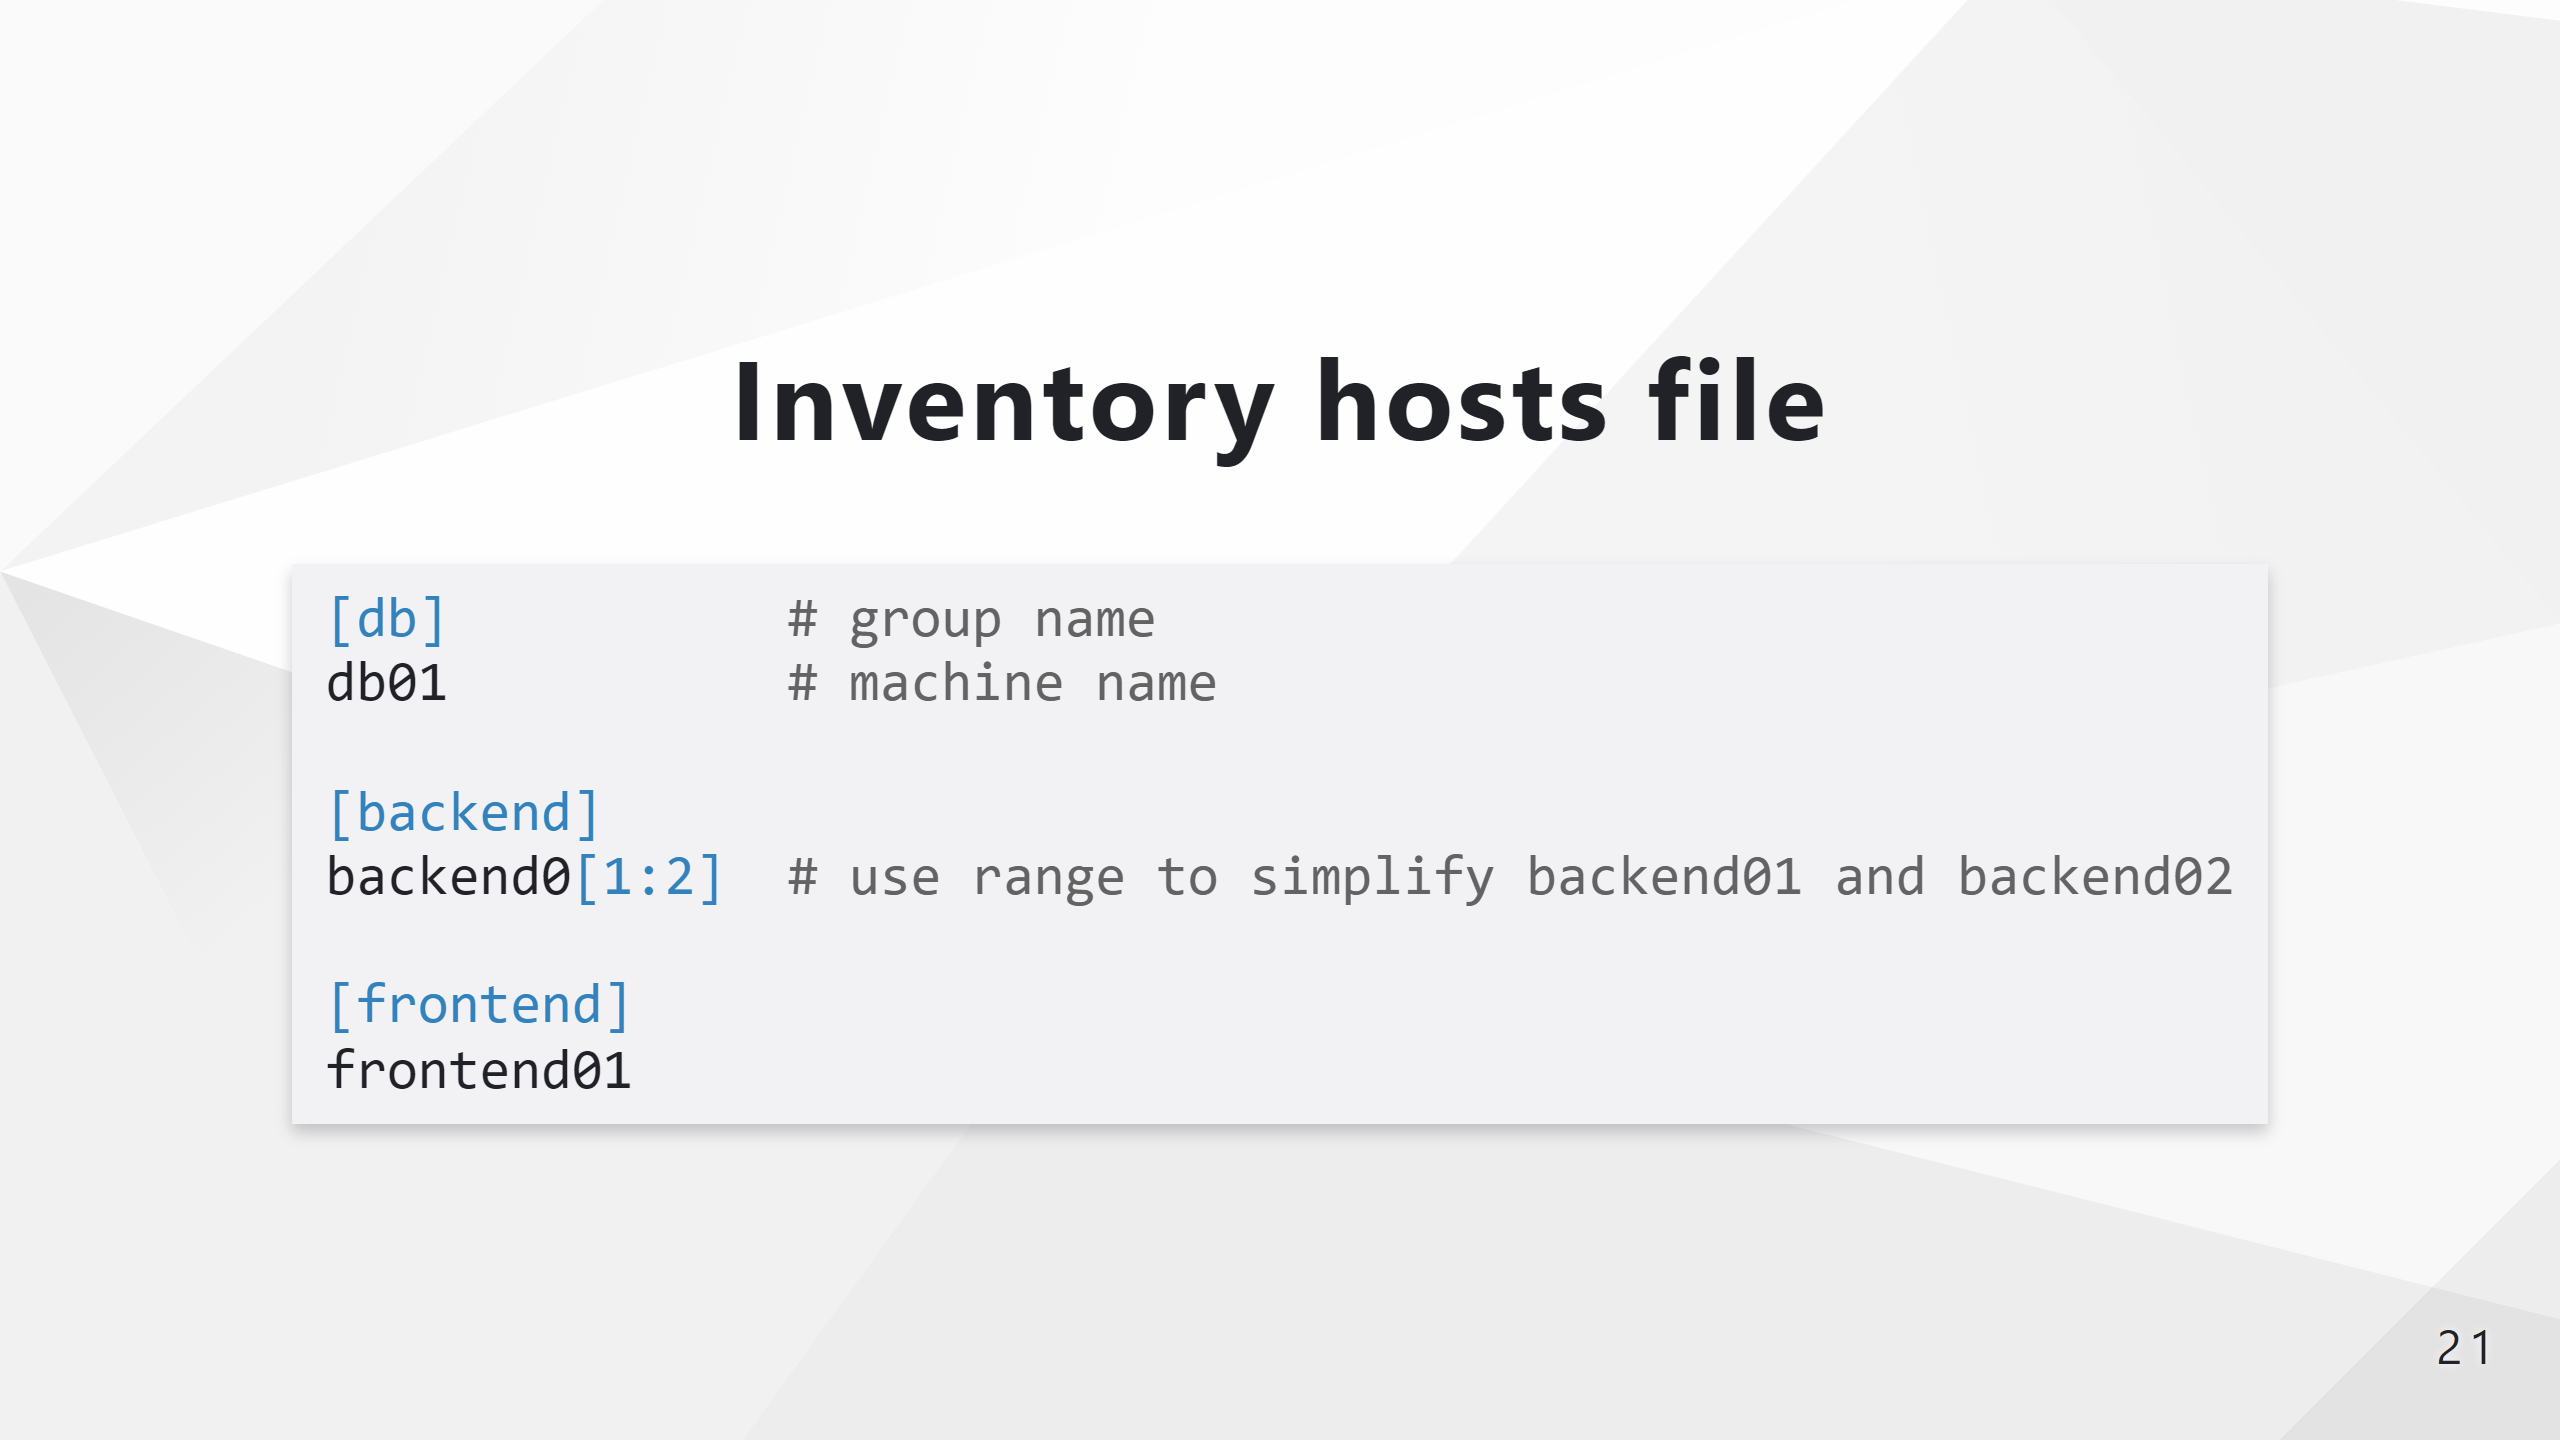 Inventory hosts file
[db]           # group name
db01           # machine name
[backend]
backend0[1:2]  # use range to simplify backend01 and backend02
[frontend]
frontend01
21